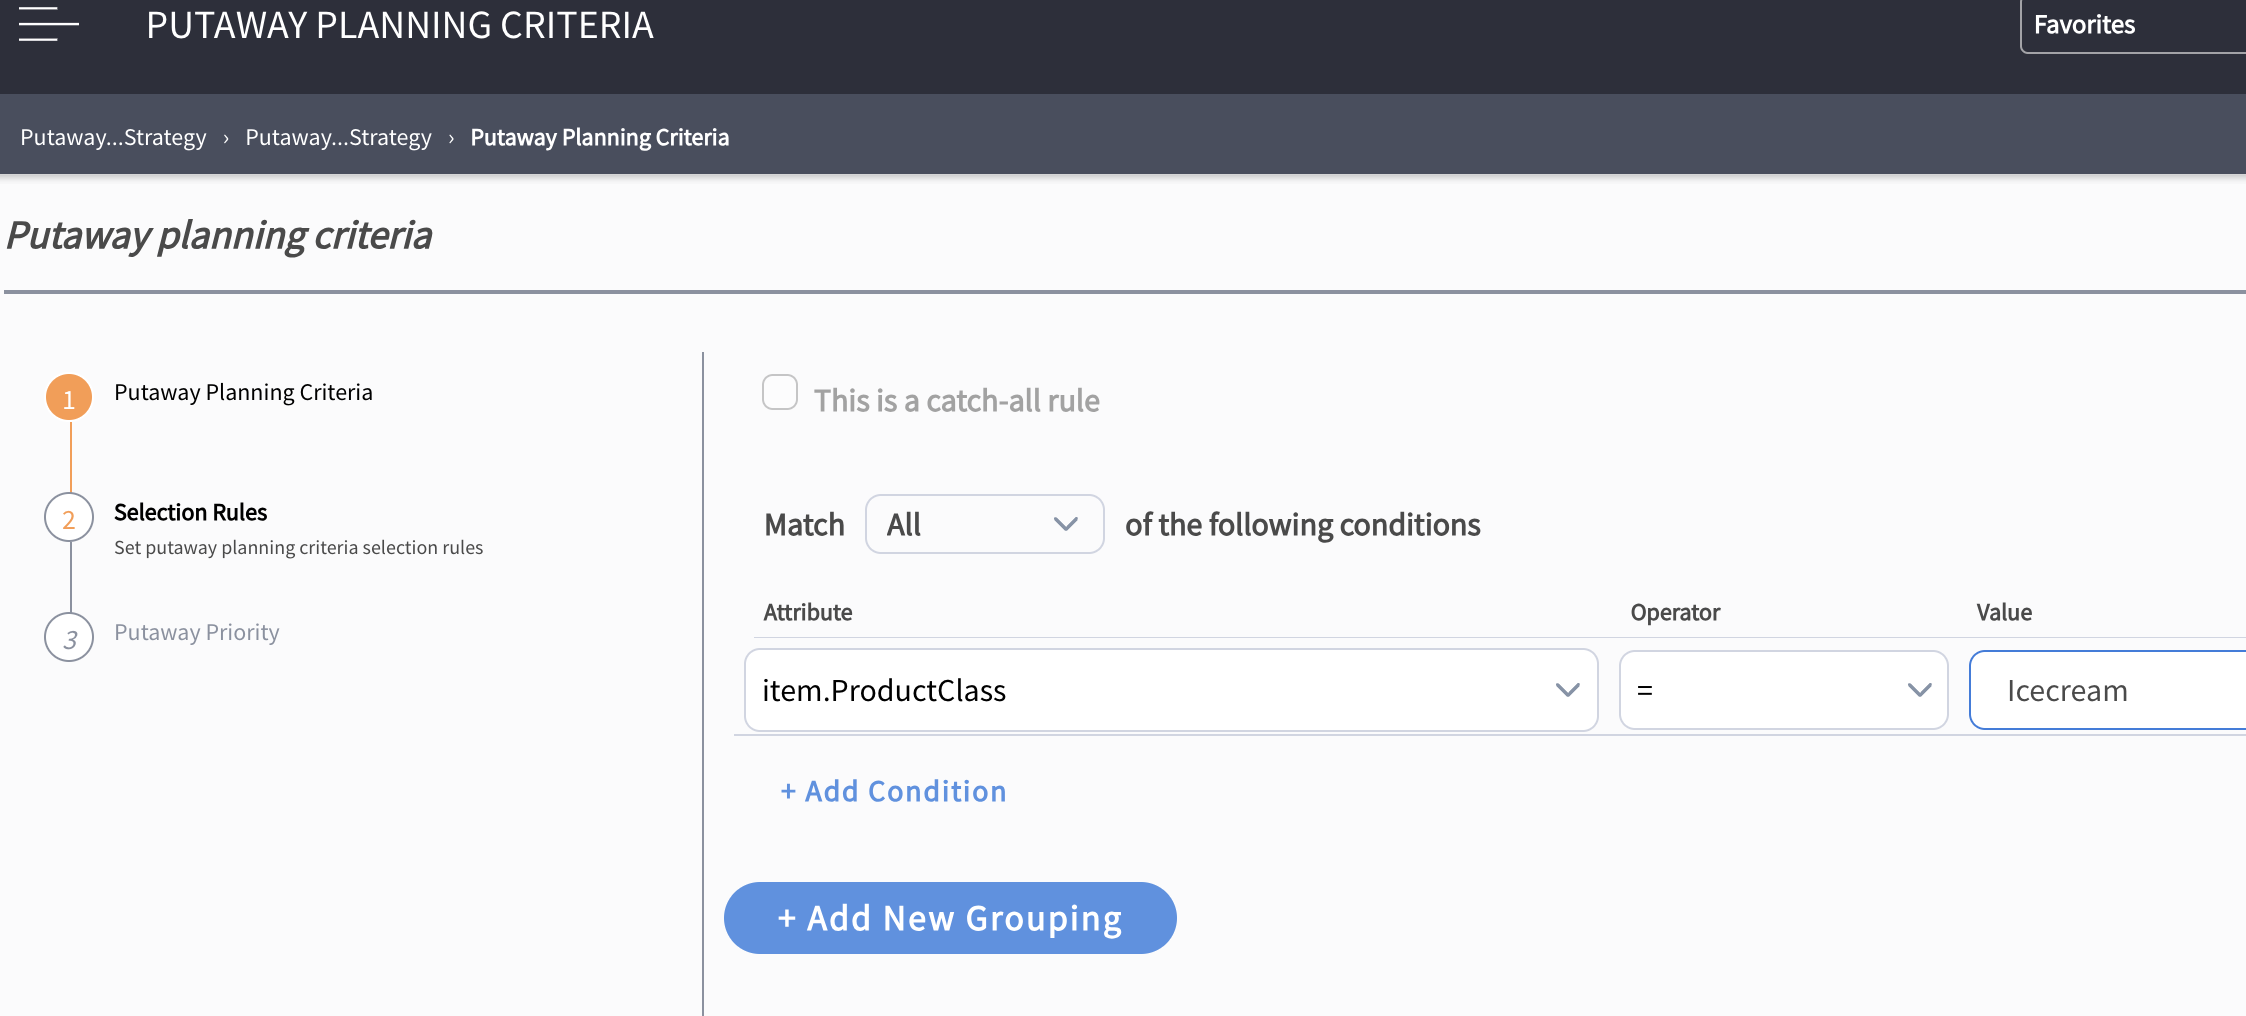 PUTAWAY PLANNING CRITERIA
Favorites
Putaway...Strategy › Putaway...Strategy › Putaway Planning Criteria
Putaway planning criteria
1 Putaway Planning Criteria
2 Selection Rules
Set putaway planning criteria selection rules
3 Putaway Priority
This is a catch-all rule
Match All of the following conditions
Attribute Operator Value
item.ProductClass = Icecream
+ Add Condition
+ Add New Grouping